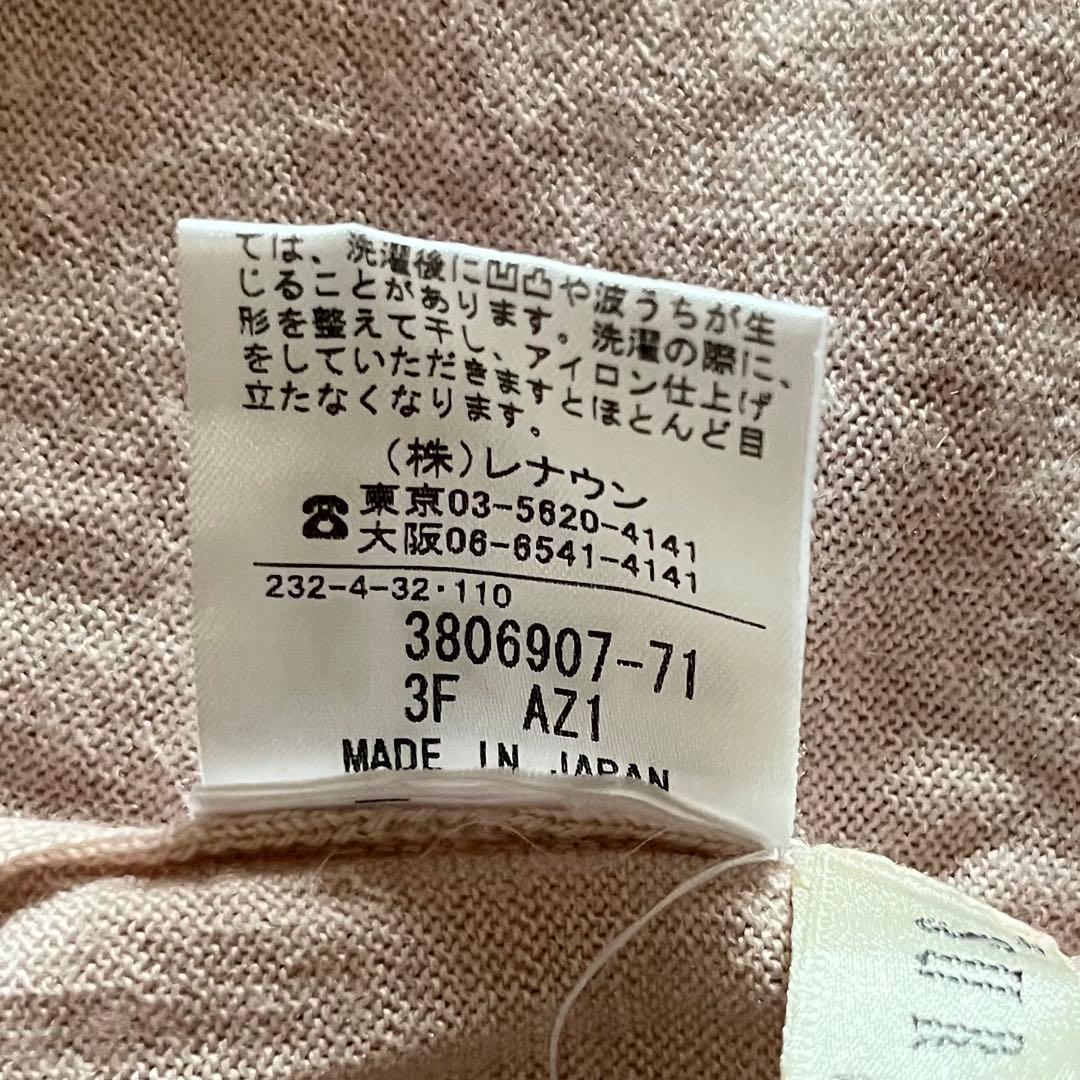 ては、洗濯後に凹凸や波うちが生
じることがあります。洗濯の際に、
形を整えて干し、アイロン仕上げ
をしていただきますとほとんど目
立たなくなります。
(株)レナウン
☎東京03-5620-4141
大阪06-6541-4141
232-4-32・110
3806907-71
3F AZ1
MADE IN JAPAN